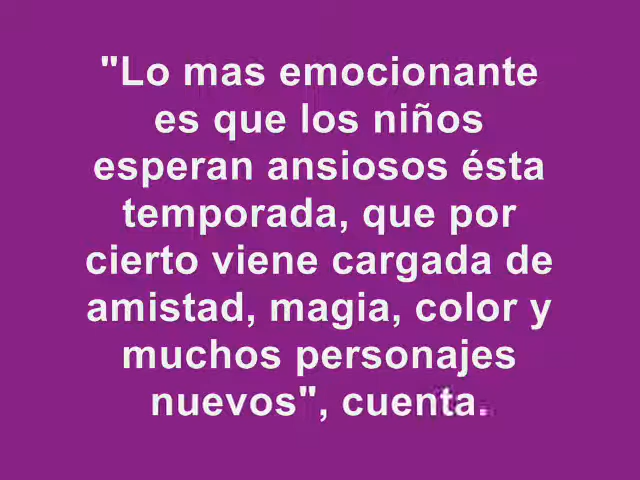 "Lo mas emocionante
es que los niños
esperan ansiosos ésta
temporada, que por
cierto viene cargada de
amistad, magia, color y
muchos personajes
nuevos", cuenta.